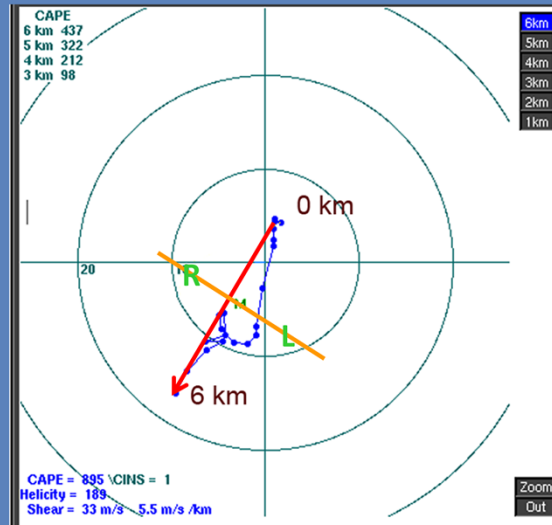 CAPE
6 km 437
5 km 322
4 km 212
3 km 98
6km
5km
4km
3km
2km
1km
0 km
20
R
M
L
6 km
CAPE = 895 \CINS = 1
Helicity = 189
Shear = 33 m/s 5.5 m/s /km
Zoom
Out